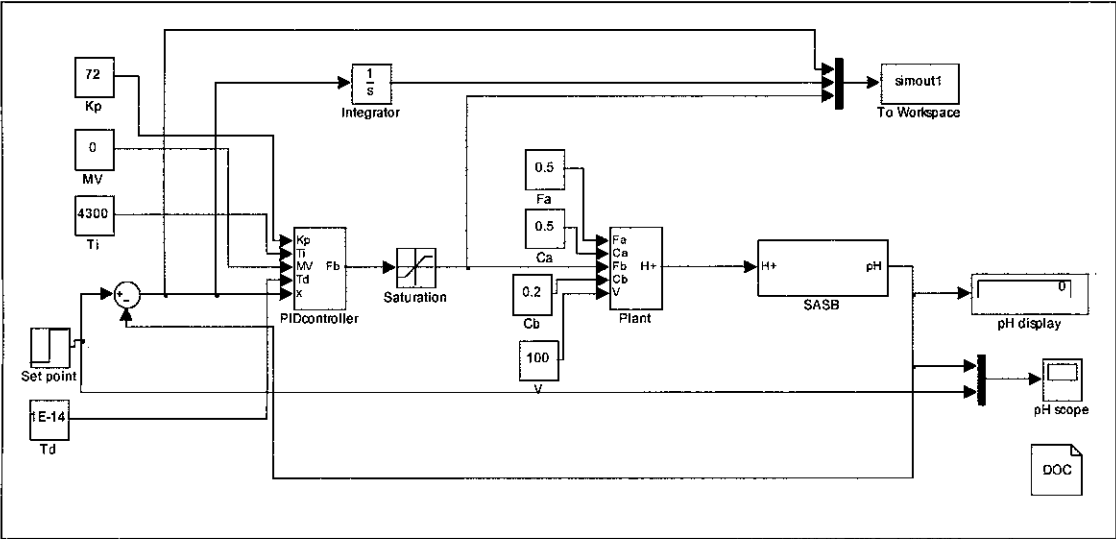 72
Kp
0
MV
4300
Ti
1
s
Integrator
simout1
To Workspace
0.5
Fa
0.5
Ca
0.2
Cb
100
V
Kp
Ti
MV
Td
x
Fb
PIDcontroller
Saturation
Fa
Ca
Fb
Cb
V
H+
Plant
H+
pH
SASB
0
pH display
+
-
Set point
1E-14
Td
pH scope
DOC